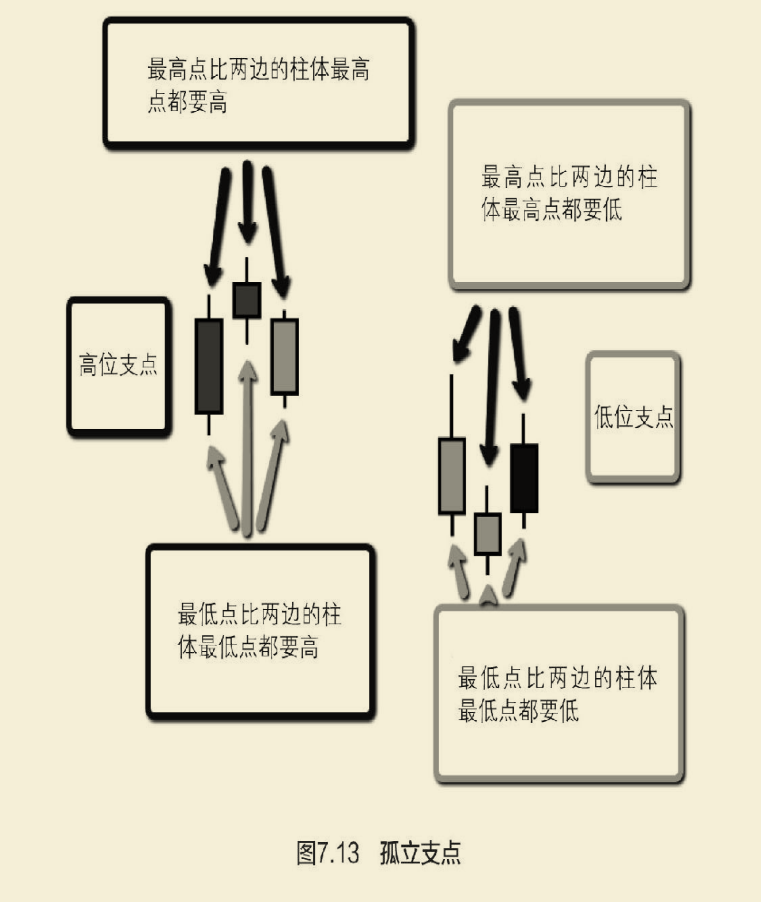 最高点比两边的柱体最高
点都要高
最高点比两边的柱
体最高点都要低
高位支点
低位支点
最低点比两边的柱
体最低点都要高
最低点比两边的柱体
最低点都要低
图7.13 孤立支点